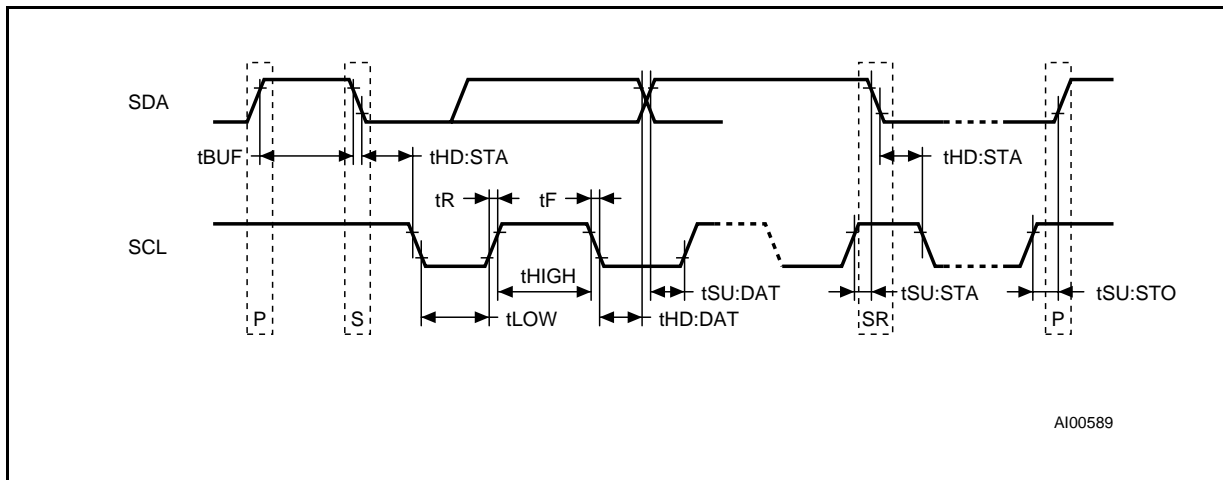 SDA
tBUF
tHD:STA
tHD:STA
tR
tF
SCL
tHIGH
tSU:DAT
tSU:STA
tSU:STO
P
S
tLOW
tHD:DAT
SR
P
AI00589